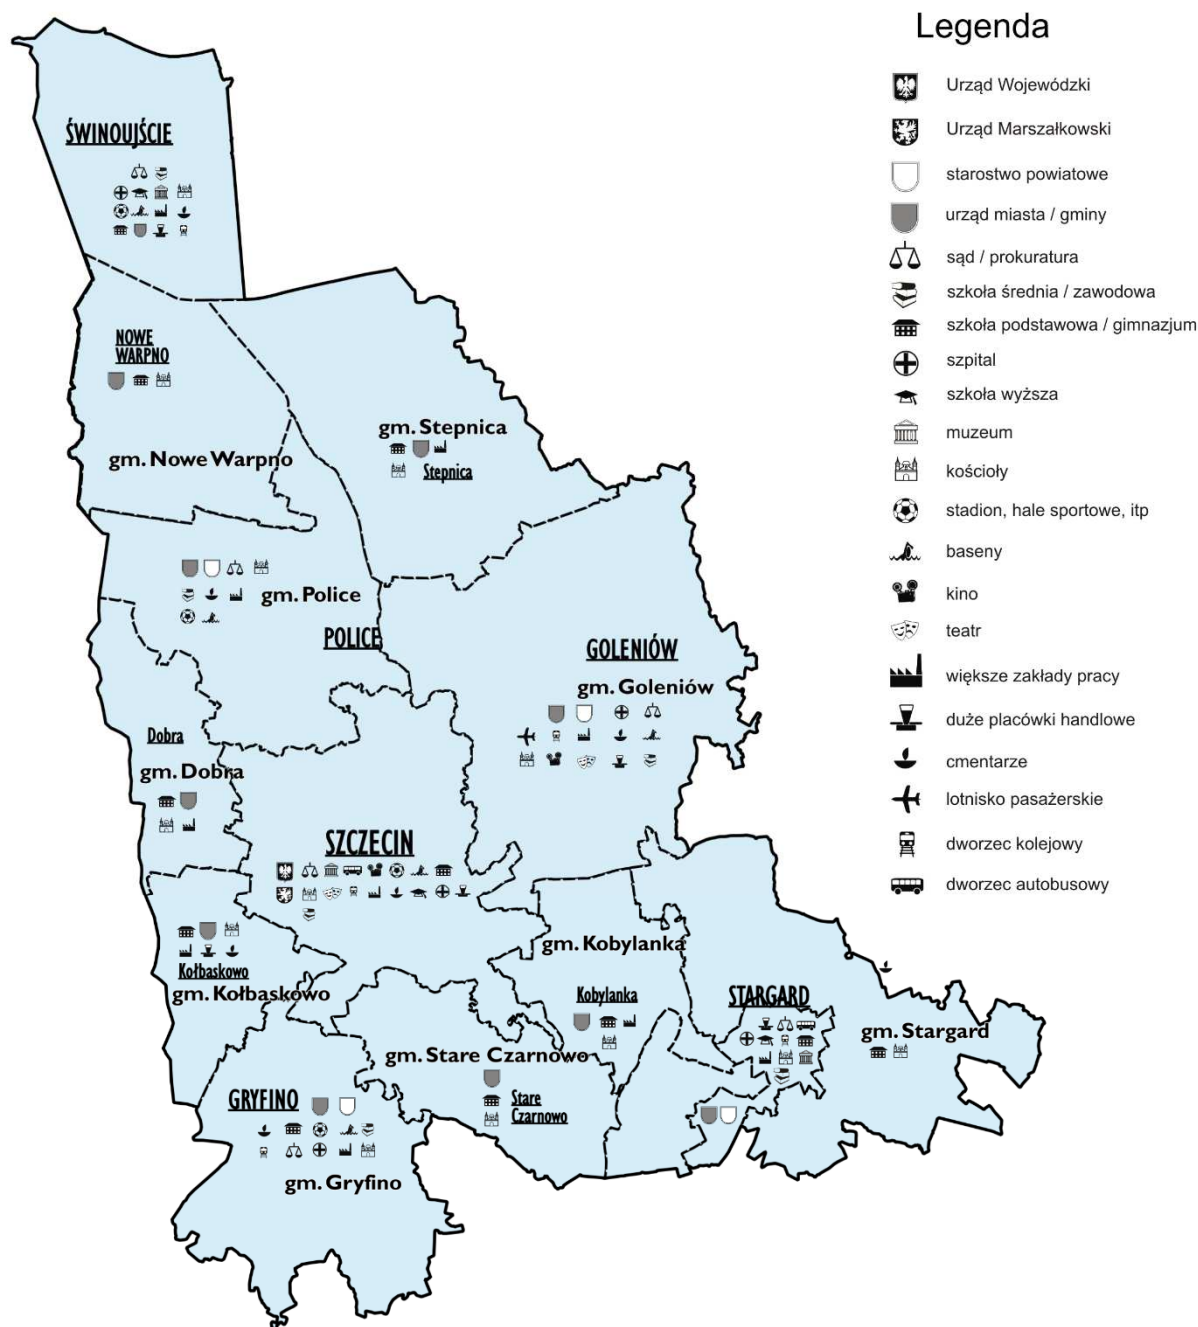 Legenda
Urząd Wojewódzki
Urząd Marszałkowski
starostwo powiatowe
urząd miasta / gminy
sąd / prokuratura
szkoła średnia / zawodowa
szkoła podstawowa / gimnazjum
szpital
szkoła wyższa
muzeum
kościoły
stadion, hale sportowe, itp
baseny
kino
teatr
większe zakłady pracy
duże placówki handlowe
cmentarze
lotnisko pasażerskie
dworzec kolejowy
dworzec autobusowy
ŚWINOUJŚCIE
NOWE
WARPNO
gm. Nowe Warpno
gm. Stepnica
Stepnica
gm. Police
POLICE
GOLENIÓW
gm. Goleniów
Dobra
gm. Dobra
SZCZECIN
gm. Kobylanka
Kołbaskowo
gm. Kołbaskowo
Kobylanka
STARGARD
gm. Stargard
gm. Stare Czarnowo
Stare
Czarnowo
GRYFINO
gm. Gryfino